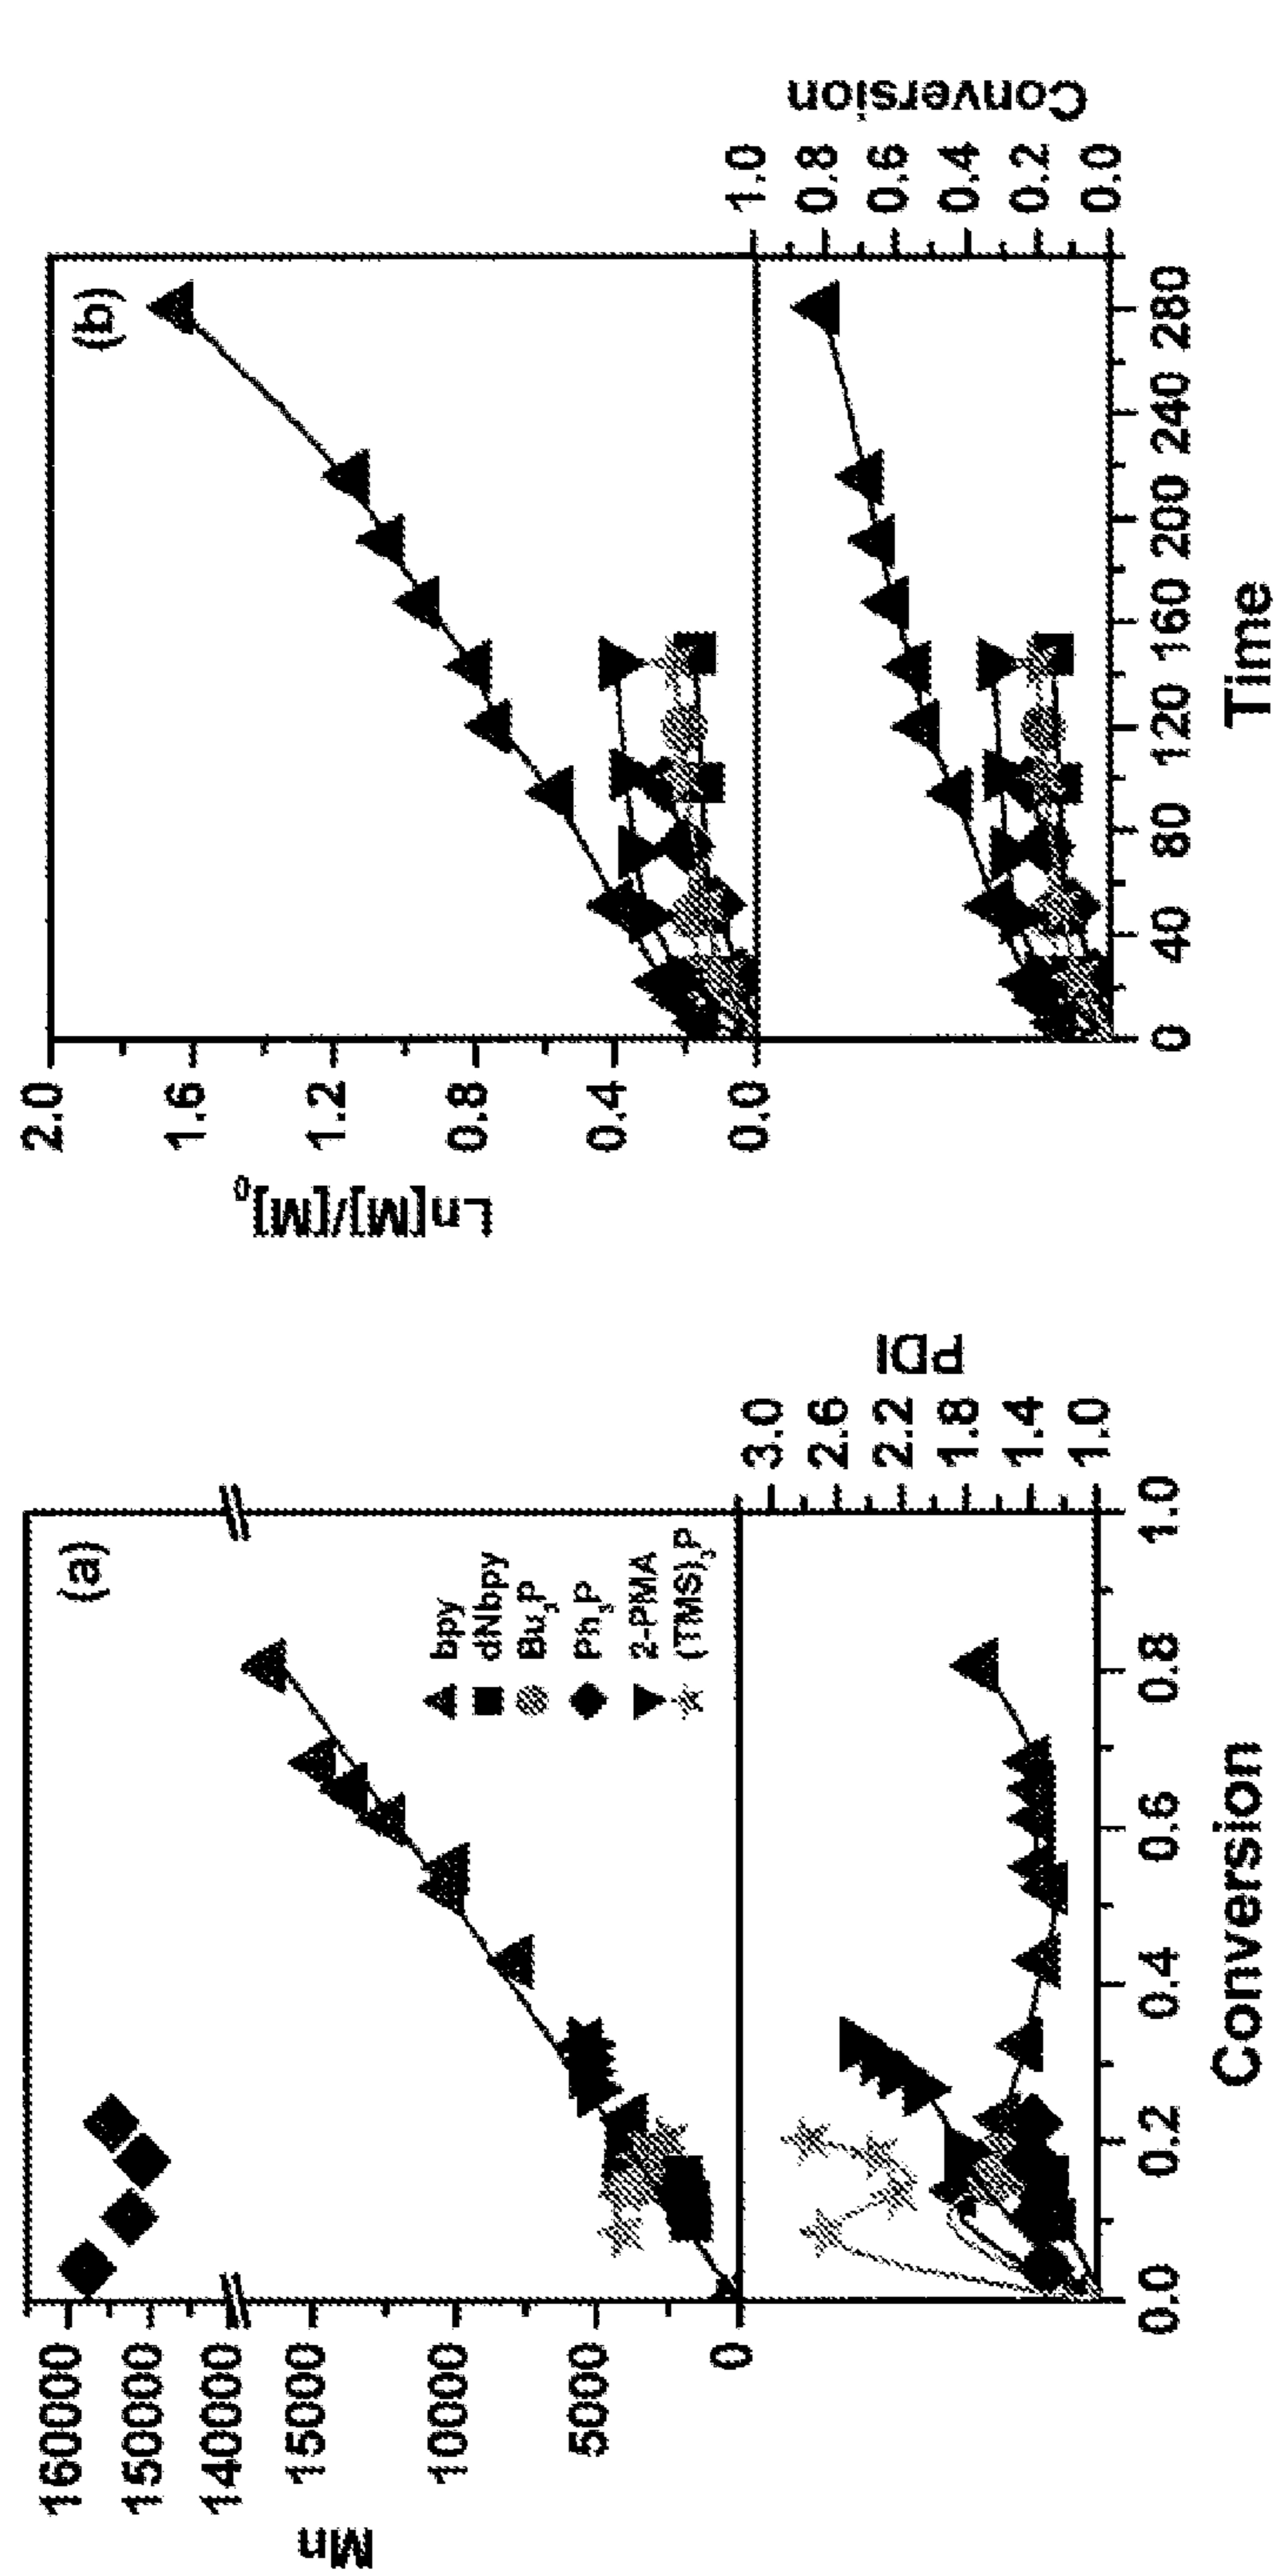 (a)
Mn
160000
150000
140000
15000
10000
5000
0
bpy
dNbpy
Bu₃P
Ph₃P
2-PMA
(TMS)₃P
PDI
3.0
2.6
2.2
1.8
1.4
1.0
0.0 0.2 0.4 0.6 0.8 1.0
Conversion
(b)
Ln[M]/[M]₀
2.0
1.6
1.2
0.8
0.4
0.0
Conversion
1.0
0.8
0.6
0.4
0.2
0.0
0 40 80 120 160 200 240 280
Time